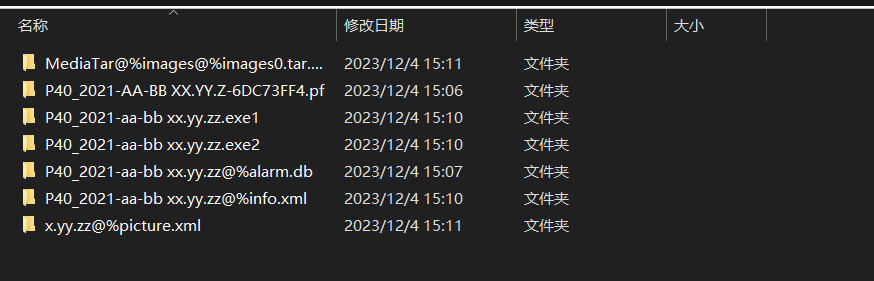 名称 修改日期 类型 大小
MediaTar@%images@%images0.tar.... 2023/12/4 15:11 文件夹
P40_2021-AA-BB XX.YY.Z-6DC73FF4.pf 2023/12/4 15:06 文件夹
P40_2021-aa-bb xx.yy.zz.exe1 2023/12/4 15:10 文件夹
P40_2021-aa-bb xx.yy.zz.exe2 2023/12/4 15:10 文件夹
P40_2021-aa-bb xx.yy.zz@%alarm.db 2023/12/4 15:07 文件夹
P40_2021-aa-bb xx.yy.zz@%info.xml 2023/12/4 15:10 文件夹
x.yy.zz@%picture.xml 2023/12/4 15:11 文件夹